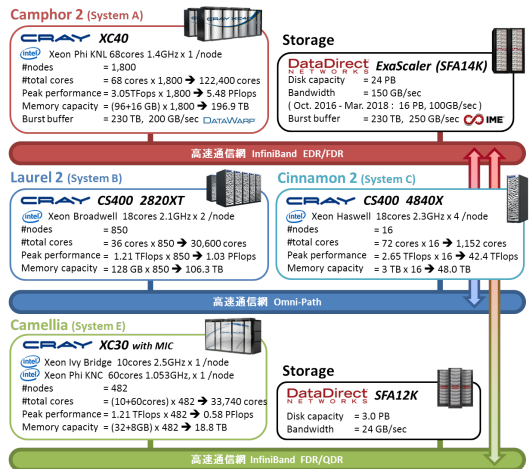 Camphor 2 (System A)
CRAY XC40
intel Xeon Phi KNL 68cores 1.4GHz x 1 /node
#nodes = 1,800
#total cores = 68 cores x 1,800 ➔ 122,400 cores
Peak performance = 3.05TFops x 1,800 ➔ 5.48 PFlops
Memory capacity = (96+16 GB) x 1,800 ➔ 196.9 TB
Burst buffer = 230 TB, 200 GB/sec DATAWARP
Storage
DataDirect NETWORKS ExaScaler (SFA14K)
Disk capacity = 24 PB
Bandwidth = 150 GB/sec
( Oct. 2016 - Mar. 2018 : 16 PB, 100GB/sec )
Burst buffer = 230 TB, 250 GB/sec IME
高速通信網 InfiniBand EDR/FDR
Laurel 2 (System B)
CRAY CS400 2820XT
intel Xeon Broadwell 18cores 2.1GHz x 2 /node
#nodes = 850
#total cores = 36 cores x 850 ➔ 30,600 cores
Peak performance = 1.21 TFlops x 850 ➔ 1.03 PFlops
Memory capacity = 128 GB x 850 ➔ 106.3 TB
Cinnamon 2 (System C)
CRAY CS400 4840X
intel Xeon Haswell 18cores 2.3GHz x 4 /node
#nodes = 16
#total cores = 72 cores x 16 ➔ 1,152 cores
Peak performance = 2.65 TFlops x 16 ➔ 42.4 TFlops
Memory capacity = 3 TB x 16 ➔ 48.0 TB
高速通信網 Omni-Path
Camellia (System E)
CRAY XC30 with MIC
intel Xeon Ivy Bridge 10cores 2.5GHz x 1 /node
intel Xeon Phi KNC 60cores 1.053GHz, x 1 /node
#nodes = 482
#total cores = (10+60cores) x 482 ➔ 33,740 cores
Peak performance = 1.21 TFlops x 482 ➔ 0.58 PFlops
Memory capacity = (32+8GB) x 482 ➔ 18.8 TB
Storage
DataDirect NETWORKS SFA12K
Disk capacity = 3.0 PB
Bandwidth = 24 GB/sec
高速通信網 InfiniBand FDR/QDR